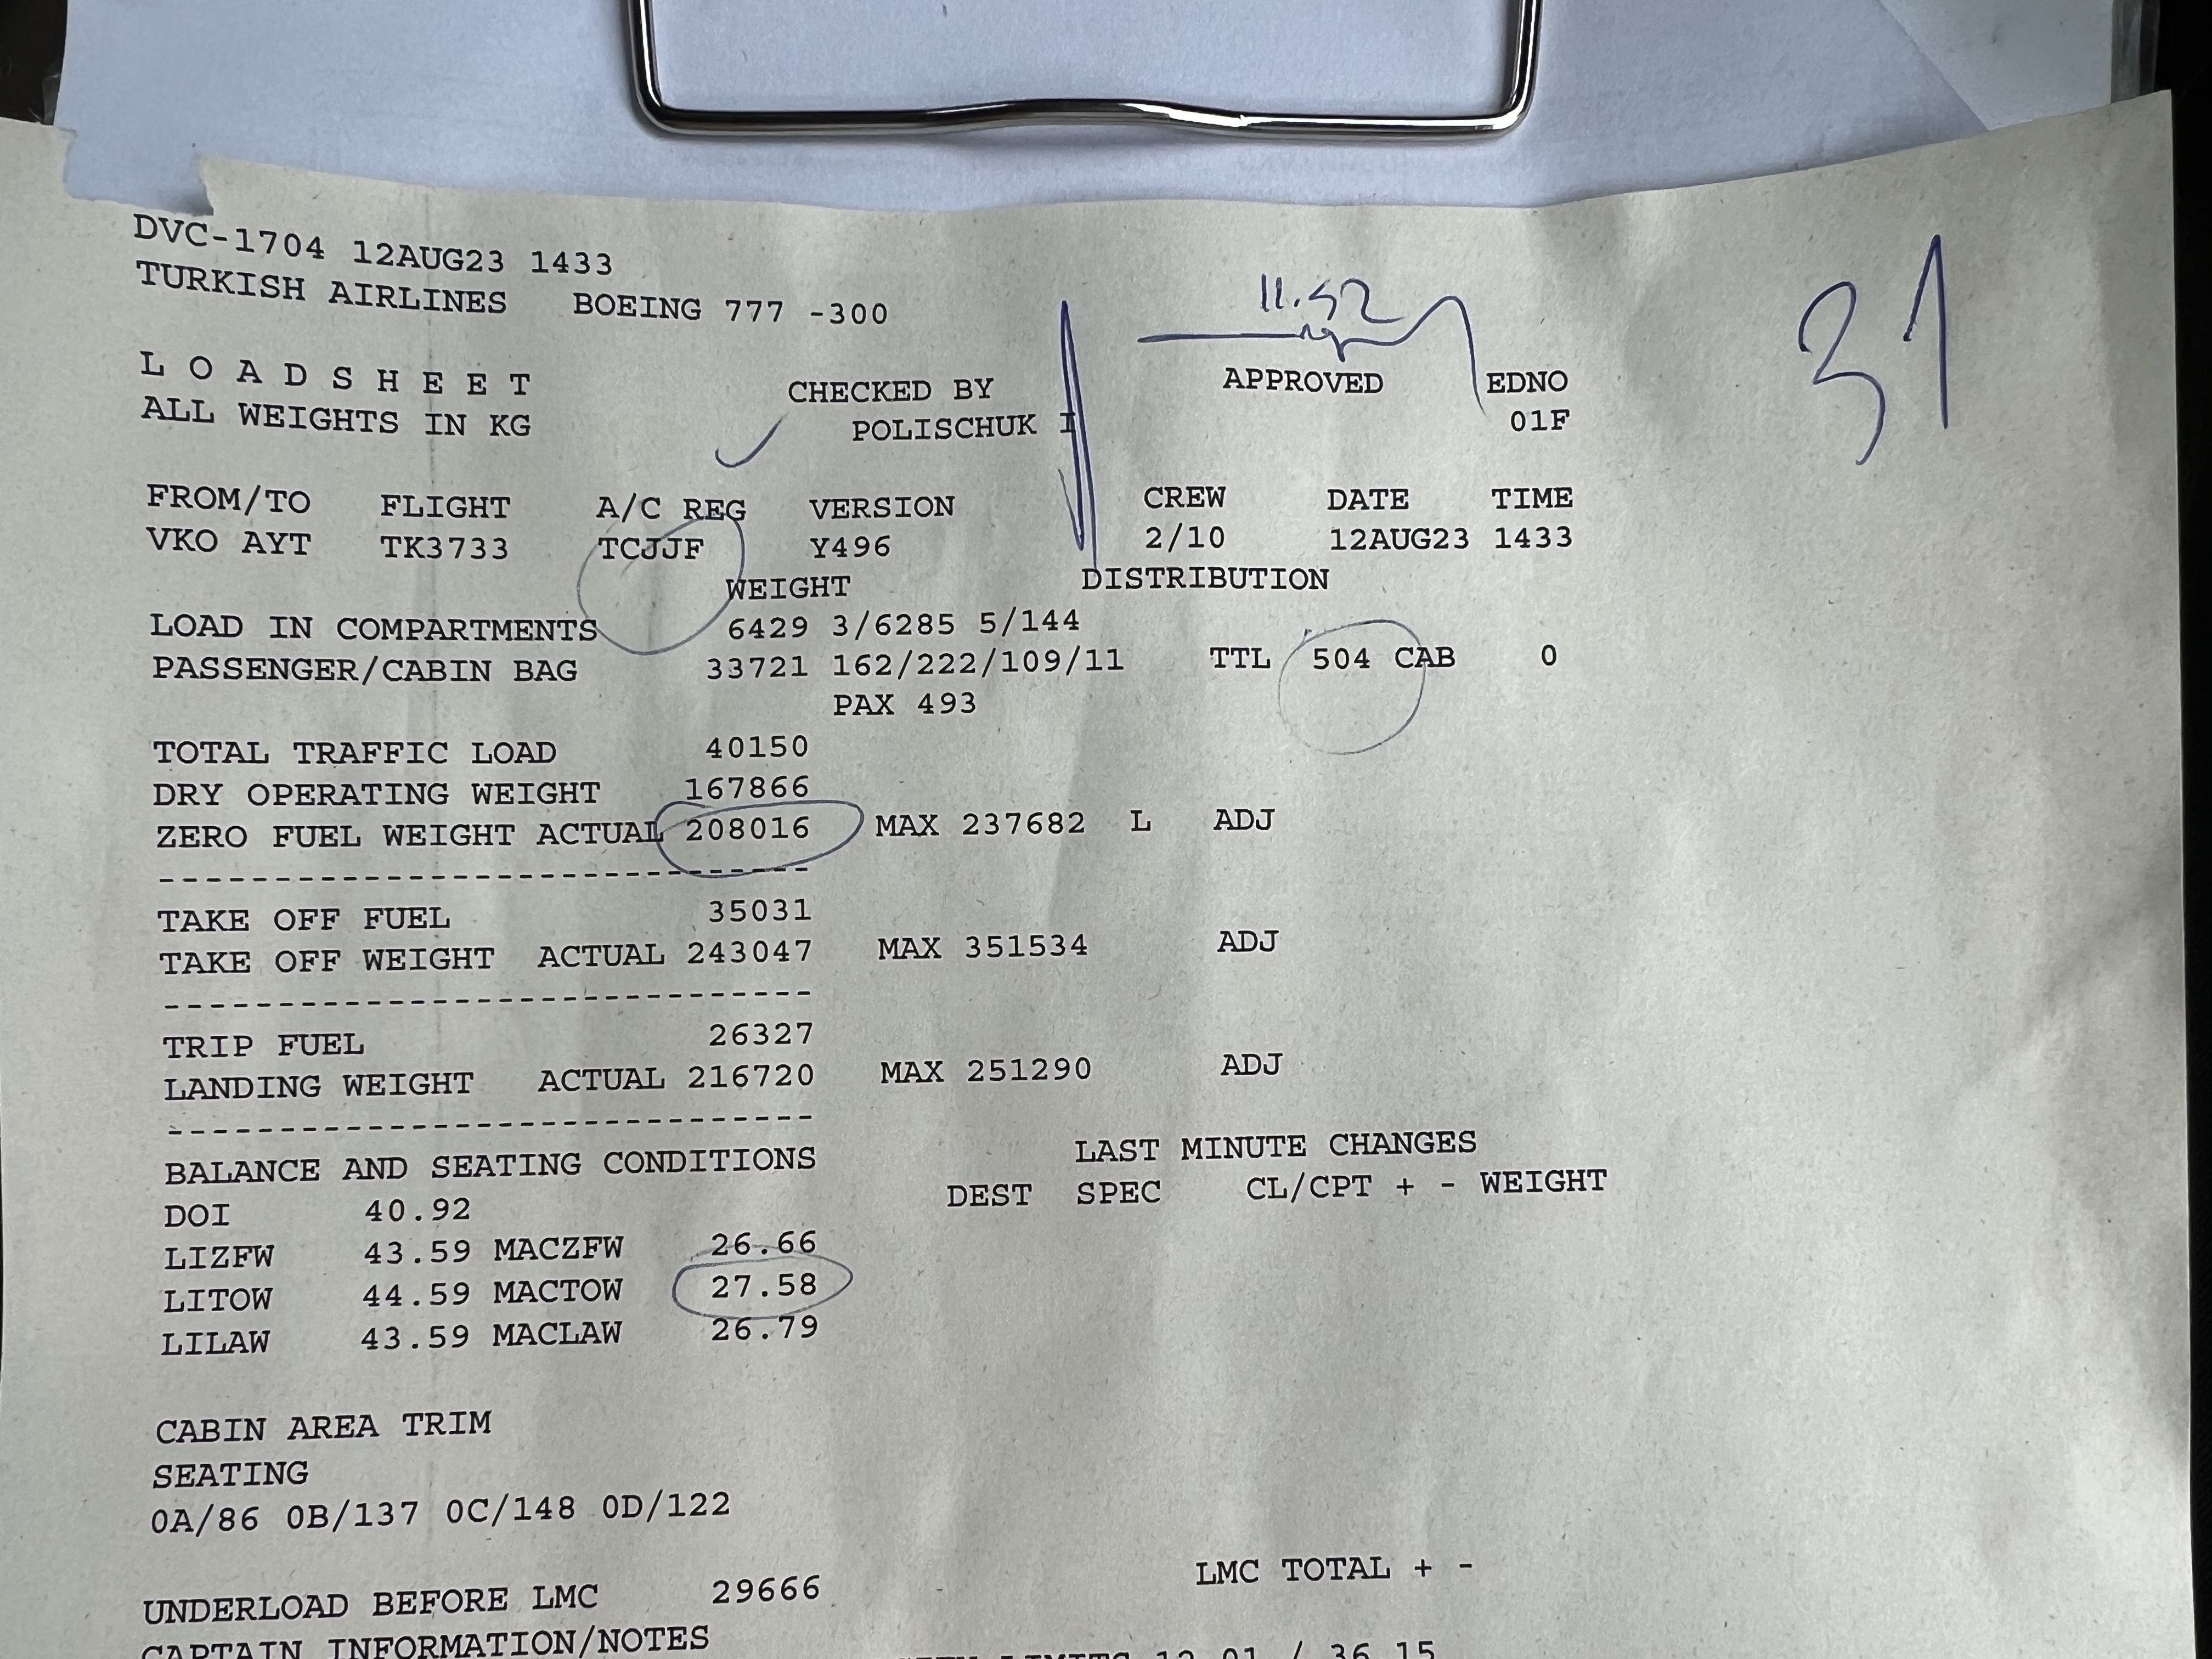 DVC-1704 12AUG23 1433
TURKISH AIRLINES BOEING 777 -300
11.52
31
L O A D S H E E T CHECKED BY APPROVED EDNO
ALL WEIGHTS IN KG POLISCHUK I 01F
FROM/TO FLIGHT A/C REG VERSION CREW DATE TIME
VKO AYT TK3733 TCJJF Y496 2/10 12AUG23 1433
WEIGHT DISTRIBUTION
LOAD IN COMPARTMENTS 6429 3/6285 5/144
PASSENGER/CABIN BAG 33721 162/222/109/11 TTL 504 CAB 0
PAX 493
TOTAL TRAFFIC LOAD 40150
DRY OPERATING WEIGHT 167866
ZERO FUEL WEIGHT ACTUAL 208016 MAX 237682 L ADJ
------------------------------
TAKE OFF FUEL 35031
TAKE OFF WEIGHT ACTUAL 243047 MAX 351534 ADJ
------------------------------
TRIP FUEL 26327
LANDING WEIGHT ACTUAL 216720 MAX 251290 ADJ
------------------------------
BALANCE AND SEATING CONDITIONS LAST MINUTE CHANGES
DOI 40.92 DEST SPEC CL/CPT + - WEIGHT
LIZFW 43.59 MACZFW 26.66
LITOW 44.59 MACTOW 27.58
LILAW 43.59 MACLAW 26.79
CABIN AREA TRIM
SEATING
0A/86 0B/137 0C/148 0D/122
UNDERLOAD BEFORE LMC 29666 LMC TOTAL + -
CAPTAIN INFORMATION/NOTES
LIMITS 12.01 / 36.15